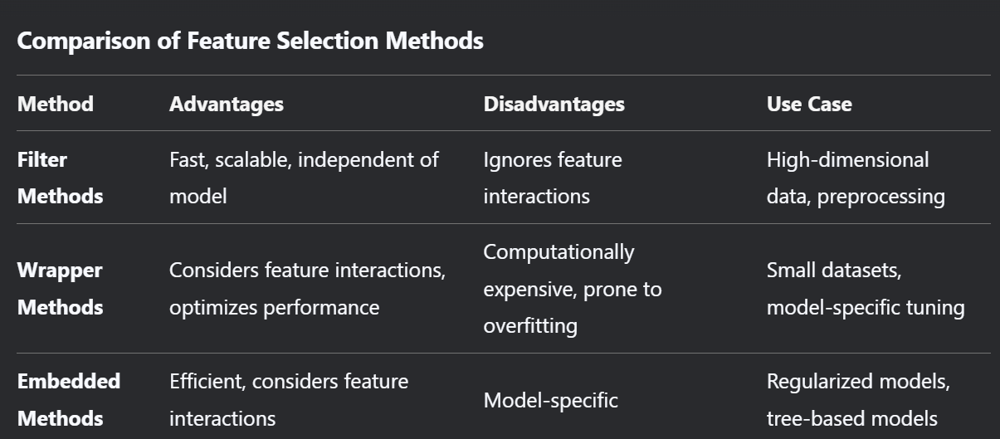 Comparison of Feature Selection Methods
Method Advantages Disadvantages Use Case
Filter Methods
Fast, scalable, independent of
model
Ignores feature
interactions
High-dimensional
data, preprocessing
Wrapper Methods
Considers feature interactions,
optimizes performance
Computationally
expensive, prone to
overfitting
Small datasets,
model-specific tuning
Embedded Methods
Efficient, considers feature
interactions
Model-specific
Regularized models,
tree-based models